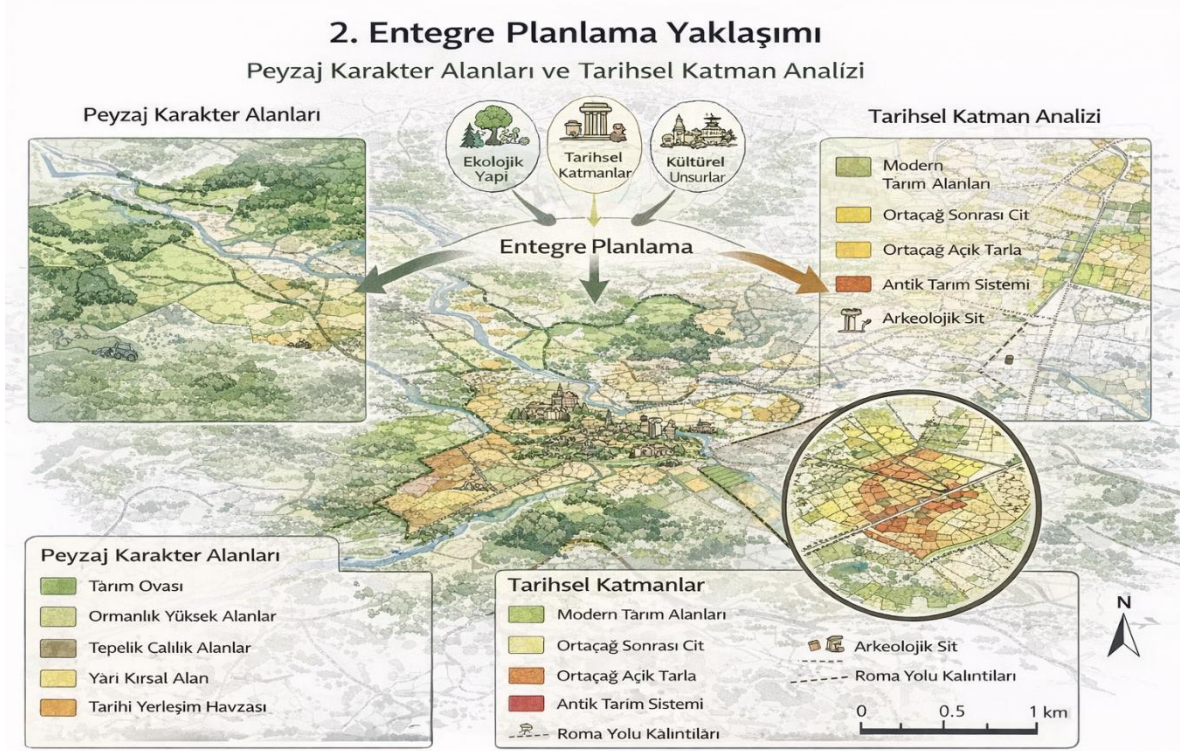 2. Entegre Planlama Yaklaşımı
Peyzaj Karakter Alanları ve Tarihsel Katman Analízi
Peyzaj Karakter Alanları
Ekolojik
Yapi
Tarihsel
Katmanlar
Kültürel
Unsurlar
Entegre Planlama
Tarihsel Katman Analizi
Modern
Tarım Alanları
Ortaçağ Sonrası Cit
Ortaçağ Açik Tarla
Antik Tarım Sistemi
Arkeolojik Sit
Peyzaj Karakter Alanları
Tarım Ovası
Ormanlık Yüksek Alanlar
Tepelik Calılık Alanlar
Yarı Kırsal Alan
Tarihi Yerleşim Havzası
Tarihsel Katmanlar
Modern Tarım Alanları
Ortaçağ Sonrası Cit
Ortaçağ Açik Tarla
Antik Tarim Sistemi
Roma Yolu Kalıntıları
Arkeolojik Sit
Roma Yolu Kalıntıları
N
0 0.5 1 km